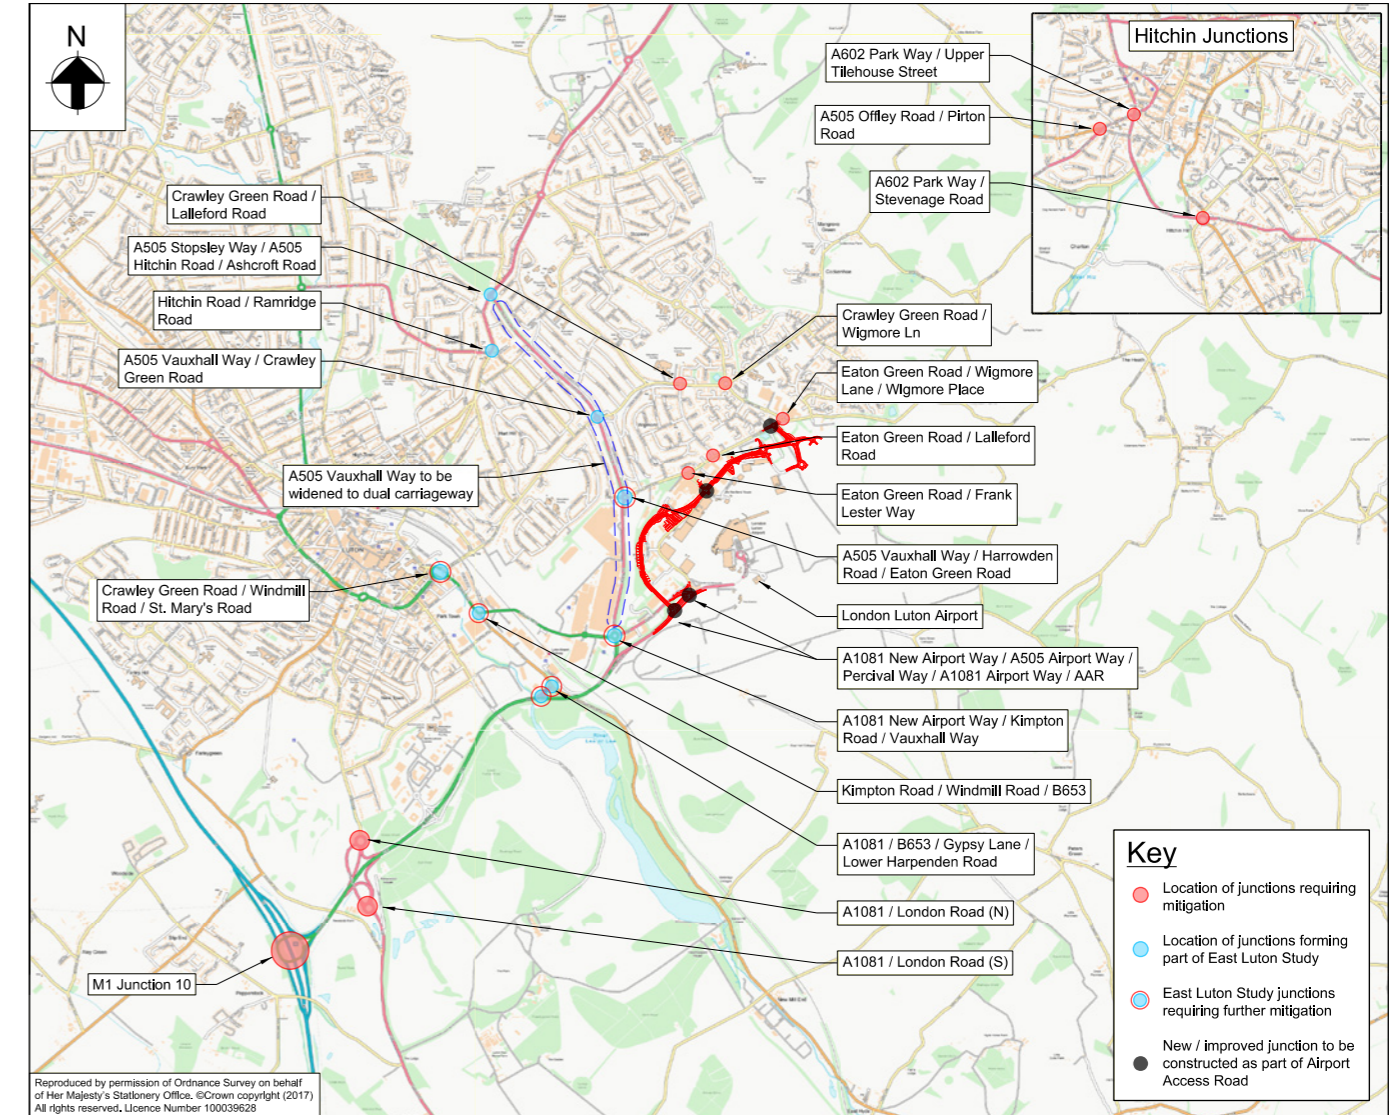 N
Hitchin Junctions
A602 Park Way / Upper
Tilehouse Street
A505 Offley Road / Pirton
Road
A602 Park Way /
Stevenage Road
Crawley Green Road /
Lalleford Road
A505 Stopsley Way / A505
Hitchin Road / Ashcroft Road
Hitchin Road / Ramridge
Road
A505 Vauxhall Way / Crawley
Green Road
A505 Vauxhall Way to be
widened to dual carriageway
Crawley Green Road / Windmill
Road / St. Mary's Road
M1 Junction 10
Crawley Green Road /
Wigmore Ln
Eaton Green Road / Wigmore
Lane / WIgmore Place
Eaton Green Road / Lalleford
Road
Eaton Green Road / Frank
Lester Way
A505 Vauxhall Way / Harrowden
Road / Eaton Green Road
London Luton Airport
A1081 New Airport Way / A505 Airport Way /
Percival Way / A1081 Airport Way / AAR
A1081 New Airport Way / Kimpton
Road / Vauxhall Way
Kimpton Road / Windmill Road / B653
A1081 / B653 / Gypsy Lane /
Lower Harpenden Road
A1081 / London Road (N)
A1081 / London Road (S)
Key
Location of junctions requiring
mitigation
Location of junctions forming
part of East Luton Study
East Luton Study junctions
requiring further mitigation
New / improved junction to be
constructed as part of Airport
Access Road
Reproduced by permission of Ordnance Survey on behalf
of Her Majesty's Stationery Office. ©Crown copyright (2017)
All rights reserved. Licence Number 100039628